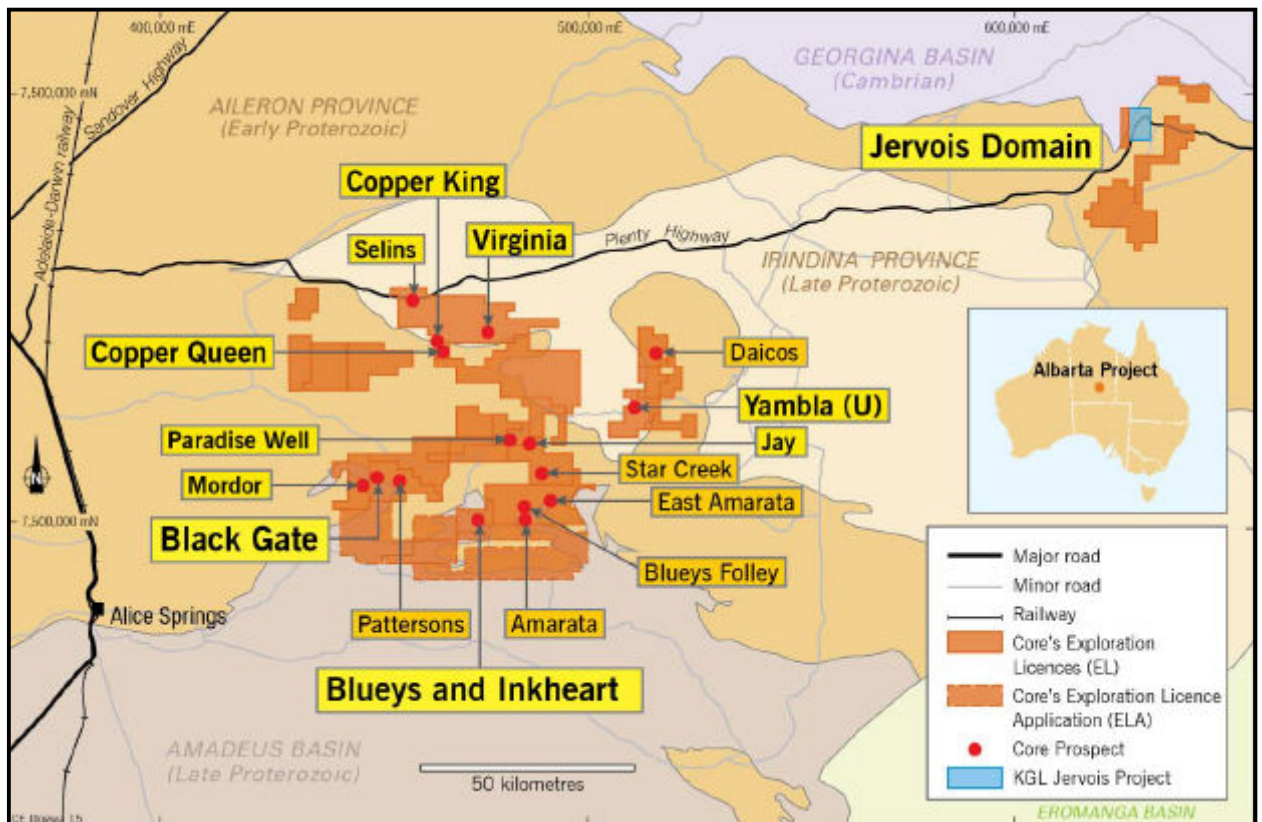 400,000 mE
500,000 mE
600,000 mE
GEORGINA BASIN
(Cambrian)
7,500,000 mN
Sandover Highway
AILERON PROVINCE
(Early Proterozoic)
Adelaide-Darwin railway
Jervois Domain
Copper King
Selins
Virginia
Plenty Highway
IRINDINA PROVINCE
(Late Proterozoic)
Copper Queen
Daicos
Albarta Project
Yambla (U)
Paradise Well
Jay
Star Creek
Mordor
East Amarata
N
7,500,000 mN
Black Gate
Blueys Folley
Alice Springs
Pattersons
Amarata
Blueys and Inkheart
AMADEUS BASIN
(Late Proterozoic)
50 kilometres
Major road
Minor road
Railway
Core's Exploration
Licences (EL)
Core's Exploration Licence
Application (ELA)
Core Prospect
KGL Jervois Project
EROMANGA BASIN